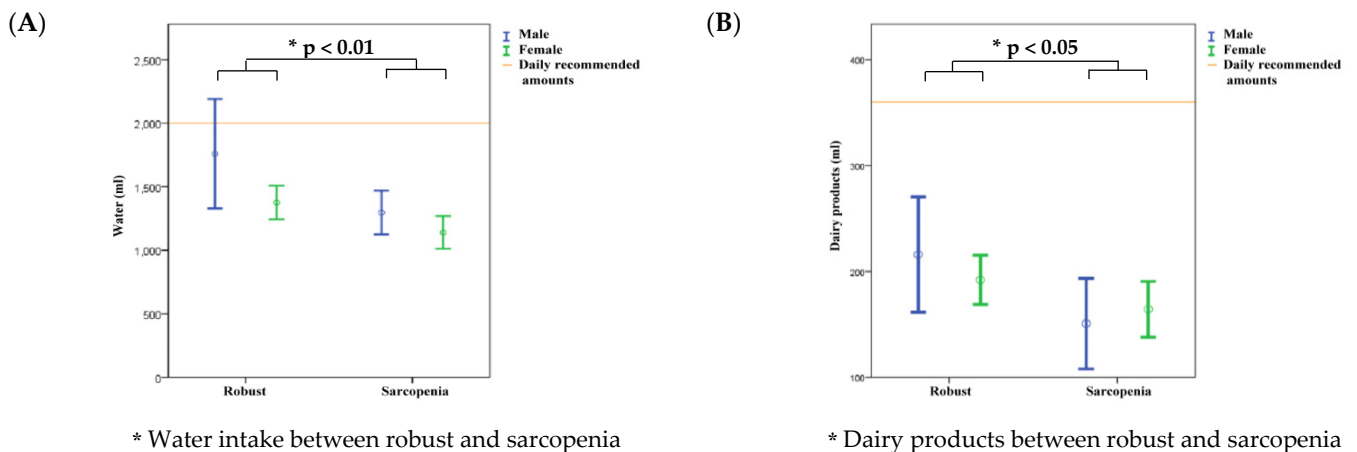 (A)
Male
Female
Daily recommended
amounts
* p < 0.01
2,500
2,000
1,500
1,000
500
0
Water (ml)
Robust
Sarcopenia
* Water intake between robust and sarcopenia
(B)
Male
Female
Daily recommended
amounts
* p < 0.05
400
300
200
100
Dairy products (ml)
Robust
Sarcopenia
* Dairy products between robust and sarcopenia